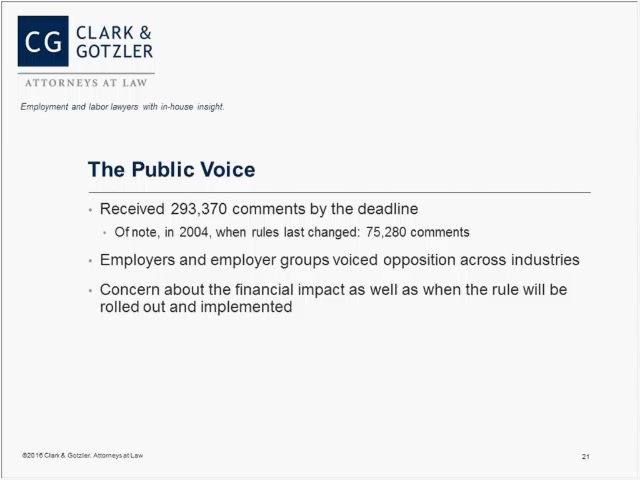 CG CLARK &
GOTZLER
ATTORNEYS AT LAW
Employment and labor lawyers with in-house insight.
The Public Voice
• Received 293,370 comments by the deadline
• Of note, in 2004, when rules last changed: 75,280 comments
• Employers and employer groups voiced opposition across industries
• Concern about the financial impact as well as when the rule will be
rolled out and implemented
©2016 Clark & Gotzler, Attorneys at Law
21